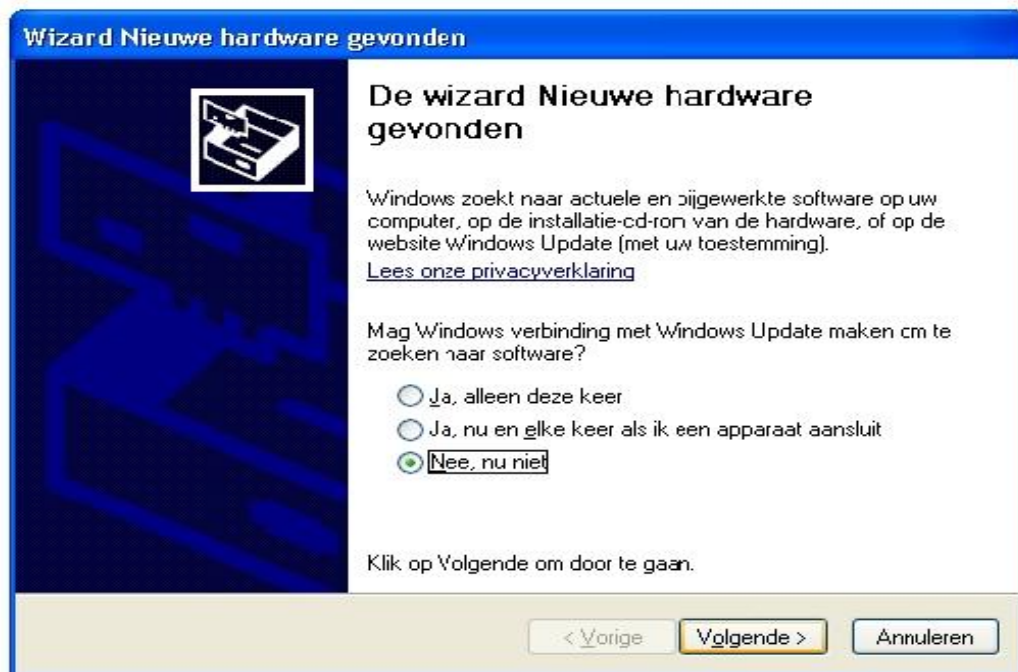 Wizard Nieuwe hardware gevonden
De wizard Nieuwe hardware
gevonden
Windows zoekt naar actuele en bijgewerkte software op uw
computer, op de installatie-cd-rom van de hardware, of op de
website Windows Update (met uw toestemming).
Lees onze privacyverklaring
Mag Windows verbinding met Windows Update maken om te
zoeken naar software?
Ja, alleen deze keer
Ja, nu en elke keer als ik een apparaat aansluit
Nee, nu niet
Klik op Volgende om door te gaan.
< Vorige Volgende > Annuleren